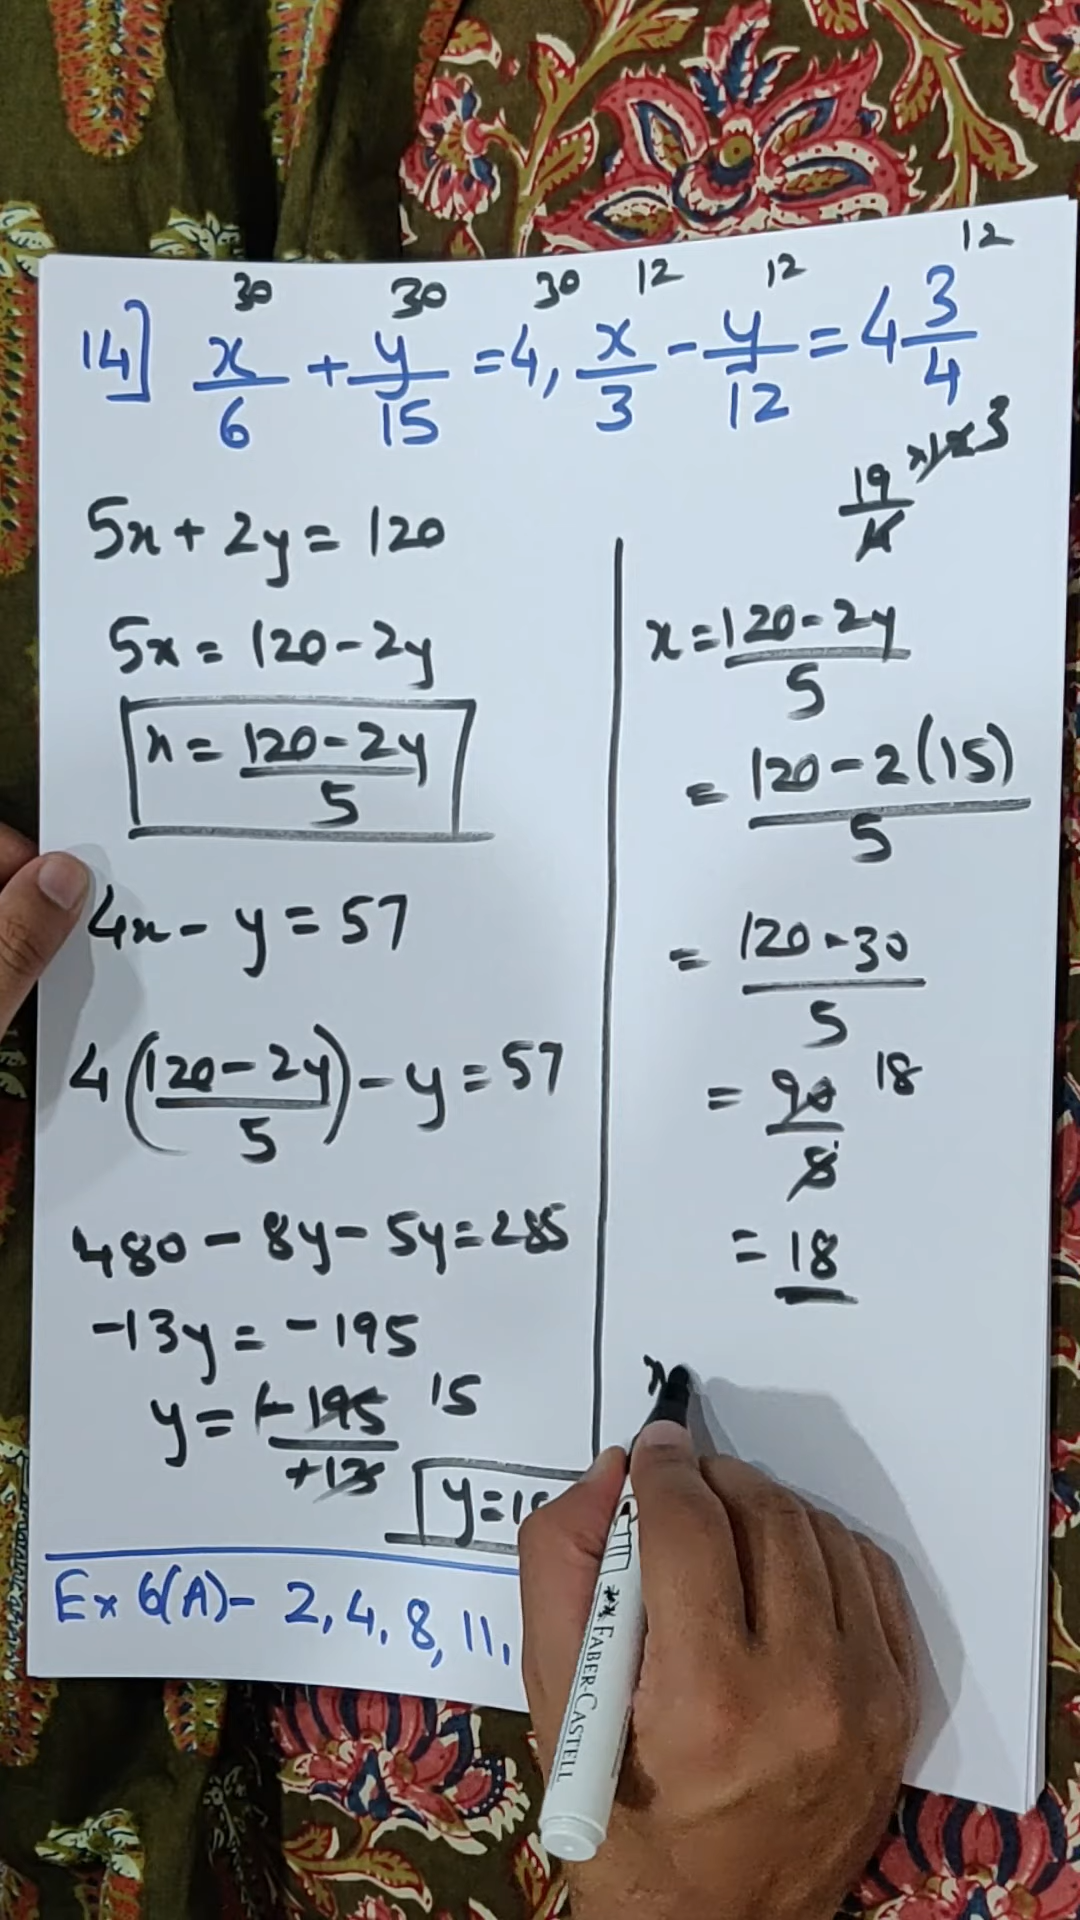 30 30 30 12 12 12
14] x/6 + y/15 = 4, x/3 - y/12 = 4 3/4
19/4 ×12 3
5x + 2y = 120
5x = 120 - 2y
x = (120 - 2y)/5
4x - y = 57
4((120 - 2y)/5) - y = 57
480 - 8y - 5y = 285
-13y = -195
y = -195/+13 15
y = 15
x = (120 - 2y)/5
= (120 - 2(15))/5
= (120 - 30)/5
= 90/5 18
= 18
x
Ex 6(A) - 2, 4, 8, 11,
FABER-CASTELL